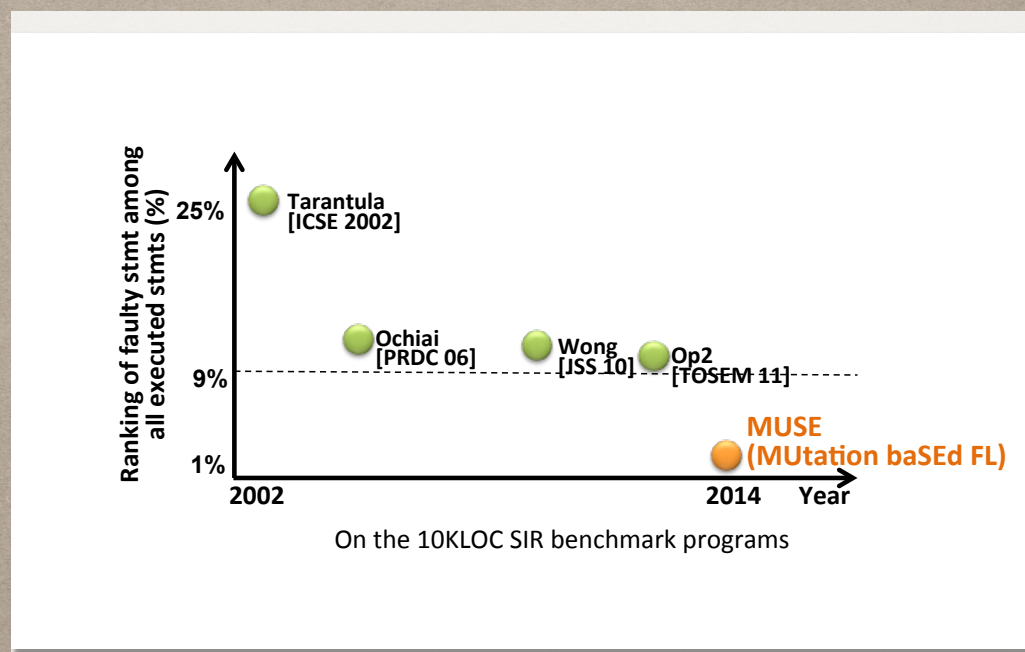 Ranking of faulty stmt among
all executed stmts (%)
25%
Tarantula
[ICSE 2002]
Ochiai
[PRDC 06]
Wong
[JSS 10]
Op2
[TOSEM 11]
9%
MUSE
(MUtation baSEd FL)
1%
2002
2014
Year
On the 10KLOC SIR benchmark programs